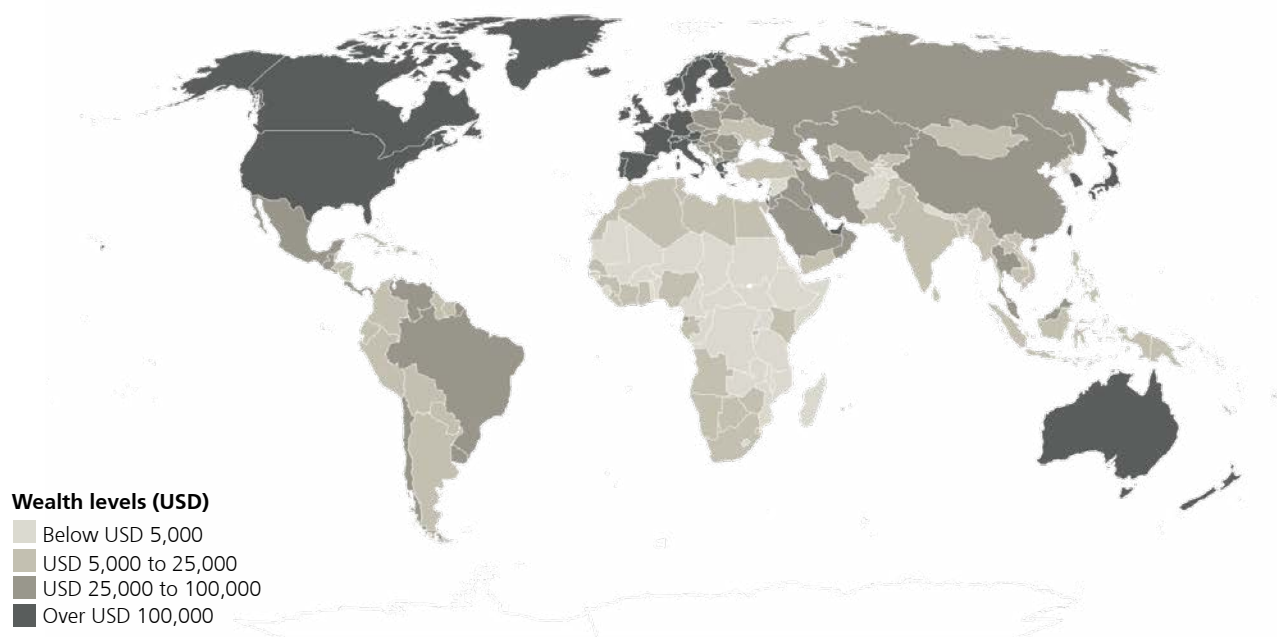 Wealth levels (USD)
Below USD 5,000
USD 5,000 to 25,000
USD 25,000 to 100,000
Over USD 100,000